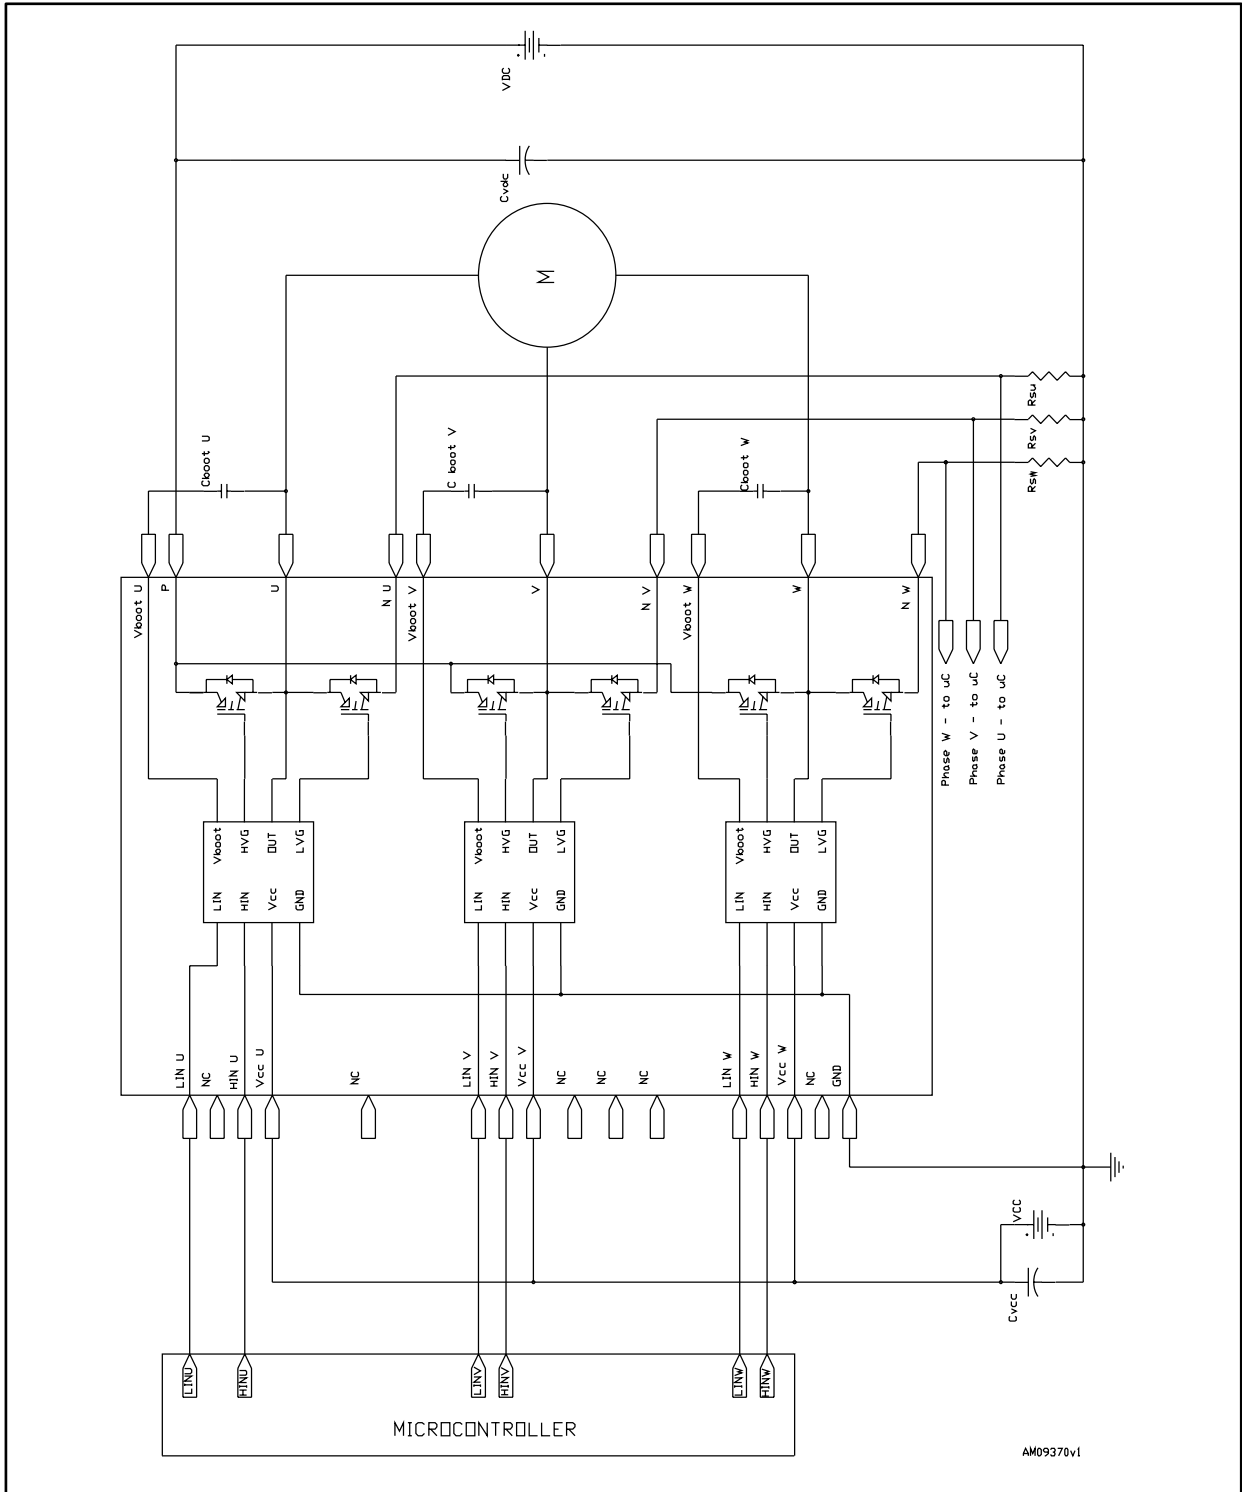 VDC
Cvdc
M
Rsu
Rsv
Rsw
Cboot U
C boot V
Cboot W
Vboot U
P
U
N U
Vboot V
V
N V
Vboot W
W
N W
Phase W - to uC
Phase V - to uC
Phase U - to uC
Vboot
HVG
OUT
LVG
LIN
HIN
Vcc
GND
Vboot
HVG
OUT
LVG
LIN
HIN
Vcc
GND
Vboot
HVG
OUT
LVG
LIN
HIN
Vcc
GND
LIN U
NC
HIN U
Vcc U
NC
LIN V
HIN V
Vcc V
NC
NC
NC
LIN W
HIN W
Vcc W
NC
GND
VCC
Cvcc
LINU
HINU
LINV
HINV
LINW
HINW
MICROCONTROLLER
AM09370v1